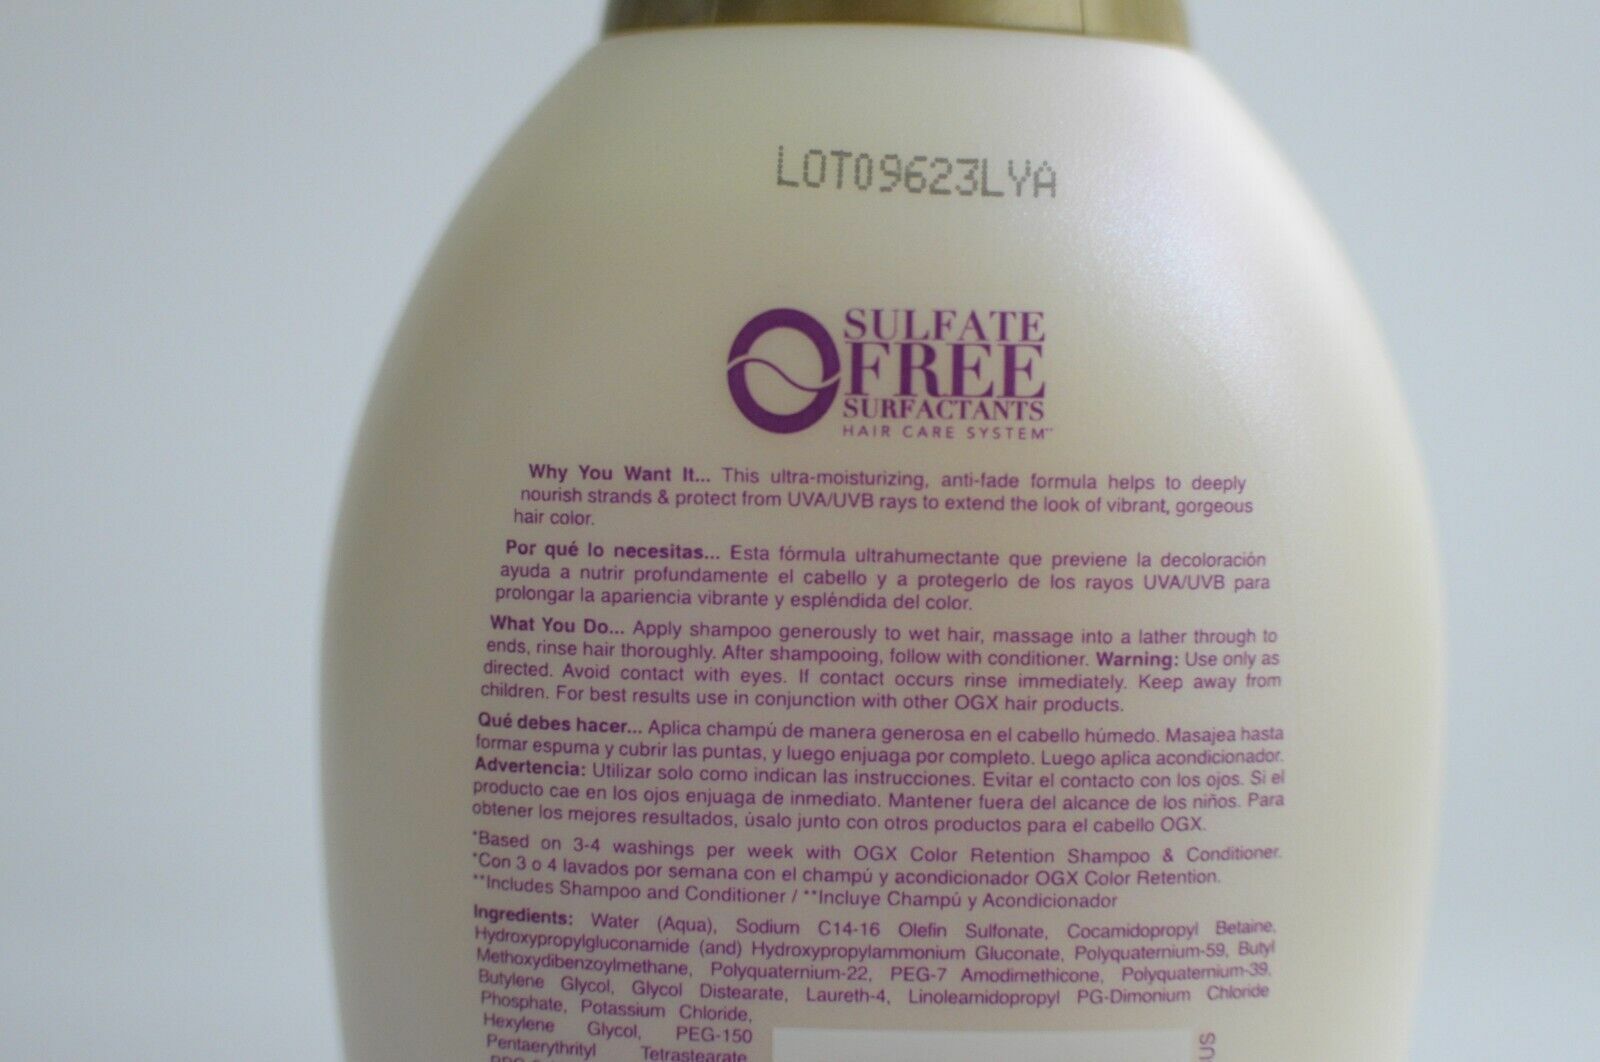 LOT09623LYA
SULFATE
FREE
SURFACTANTS
HAIR CARE SYSTEM**
Why You Want It... This ultra-moisturizing, anti-fade formula helps to deeply
nourish strands & protect from UVA/UVB rays to extend the look of vibrant, gorgeous
hair color.
Por qué lo necesitas... Esta fórmula ultrahumectante que previene la decoloración
ayuda a nutrir profundamente el cabello y a protegerlo de los rayos UVA/UVB para
prolongar la apariencia vibrante y espléndida del color.
What You Do... Apply shampoo generously to wet hair, massage into a lather through to
ends, rinse hair thoroughly. After shampooing, follow with conditioner. Warning: Use only as
directed. Avoid contact with eyes. If contact occurs rinse immediately. Keep away from
children. For best results use in conjunction with other OGX hair products.
Qué debes hacer... Aplica champú de manera generosa en el cabello húmedo. Masajea hasta
formar espuma y cubrir las puntas, y luego enjuaga por completo. Luego aplica acondicionador.
Advertencia: Utilizar solo como indican las instrucciones. Evitar el contacto con los ojos. Si el
producto cae en los ojos enjuaga de inmediato. Mantener fuera del alcance de los niños. Para
obtener los mejores resultados, úsalo junto con otros productos para el cabello OGX.
*Based on 3-4 washings per week with OGX Color Retention Shampoo & Conditioner.
*Con 3 o 4 lavados por semana con el champú y acondicionador OGX Color Retention.
**Includes Shampoo and Conditioner / **Incluye Champú y Acondicionador
Ingredients: Water (Aqua), Sodium C14-16 Olefin Sulfonate, Cocamidopropyl Betaine,
Hydroxypropylgluconamide (and) Hydroxypropylammonium Gluconate, Polyquaternium-59, Butyl
Methoxydibenzoylmethane, Polyquaternium-22, PEG-7 Amodimethicone, Polyquaternium-39,
Butylene Glycol, Glycol Distearate, Laureth-4, Linoleamidopropyl PG-Dimonium Chloride
Phosphate, Potassium Chloride,
Hexylene Glycol, PEG-150
Pentaerythrityl Tetrastearate,
US